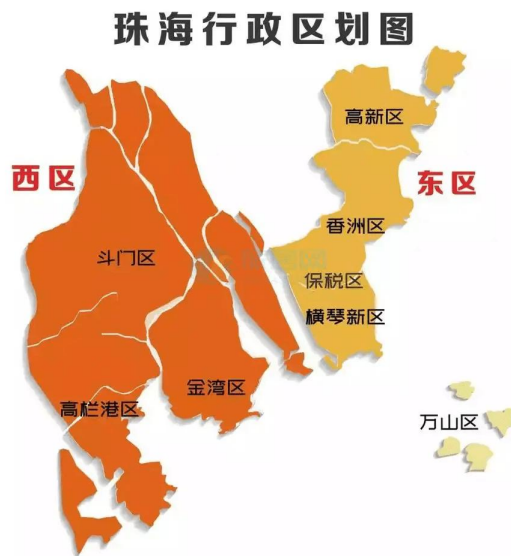 珠海行政区划图
高新区
西区
东区
香洲区
斗门区
保税区
横琴新区
金湾区
高栏港区
万山区